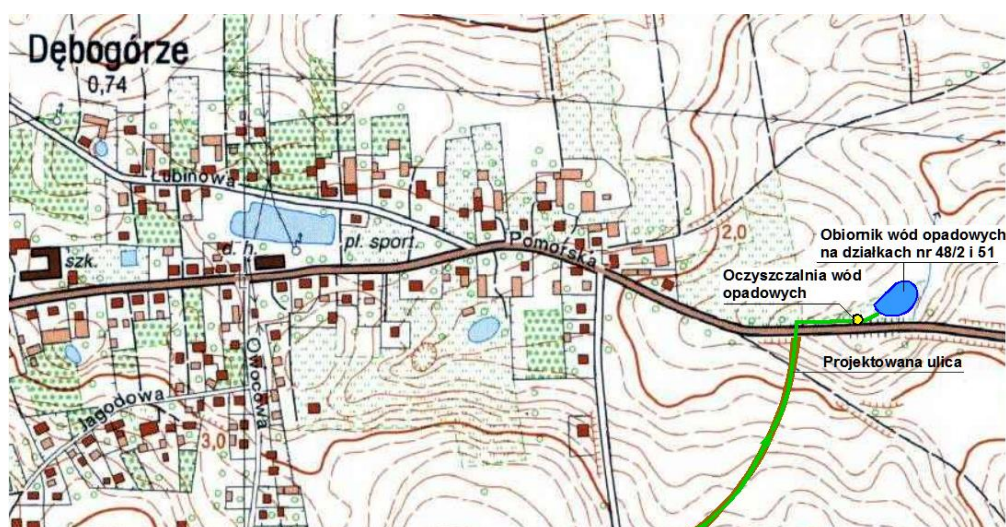 Dębogórze
0,74
Łubinowa
Pomorska
2,0
Obiornik wód opadowych
na działkach nr 48/2 i 51
szk.
d. h.
pl. sport.
Oczyszczalnia wód
opadowych
Projektowana ulica
Owocowa
Jagodowa
3,0